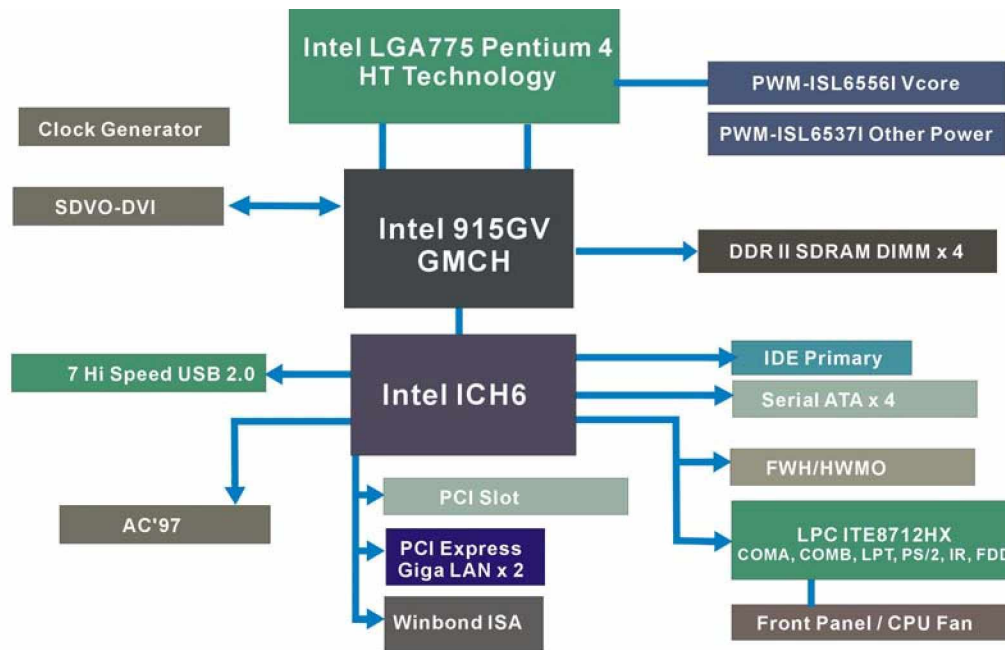 Intel LGA775 Pentium 4
HT Technology
PWM-ISL6556I Vcore
Clock Generator
PWM-ISL6537I Other Power
SDVO-DVI
Intel 915GV
GMCH
DDR II SDRAM DIMM x 4
7 Hi Speed USB 2.0
Intel ICH6
IDE Primary
Serial ATA x 4
FWH/HWMO
PCI Slot
AC'97
LPC ITE8712HX
COMA, COMB, LPT, PS/2, IR, FDD
PCI Express
Giga LAN x 2
Winbond ISA
Front Panel / CPU Fan